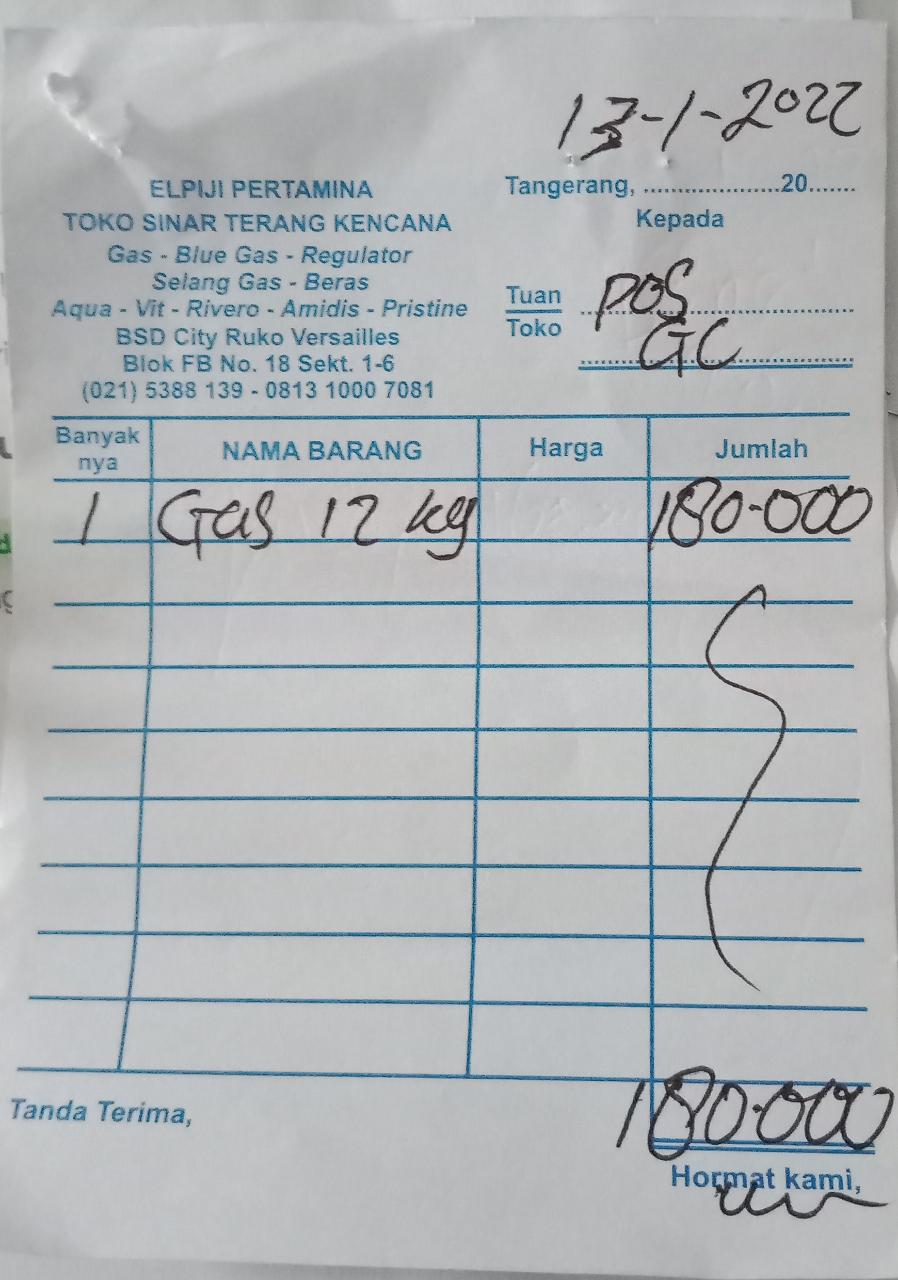 13-1-2022
ELPIJI PERTAMINA
TOKO SINAR TERANG KENCANA
Gas - Blue Gas - Regulator
Selang Gas - Beras
Aqua - Vit - Rivero - Amidis - Pristine
BSD City Ruko Versailles
Blok FB No. 18 Sekt. 1-6
(021) 5388 139 - 0813 1000 7081
Tangerang, ....................20.......
Kepada
Tuan POS
Toko GC
Banyak nya NAMA BARANG Harga Jumlah
1 Gas 12 kg 180.000
180.000
Tanda Terima,
Hormat kami,